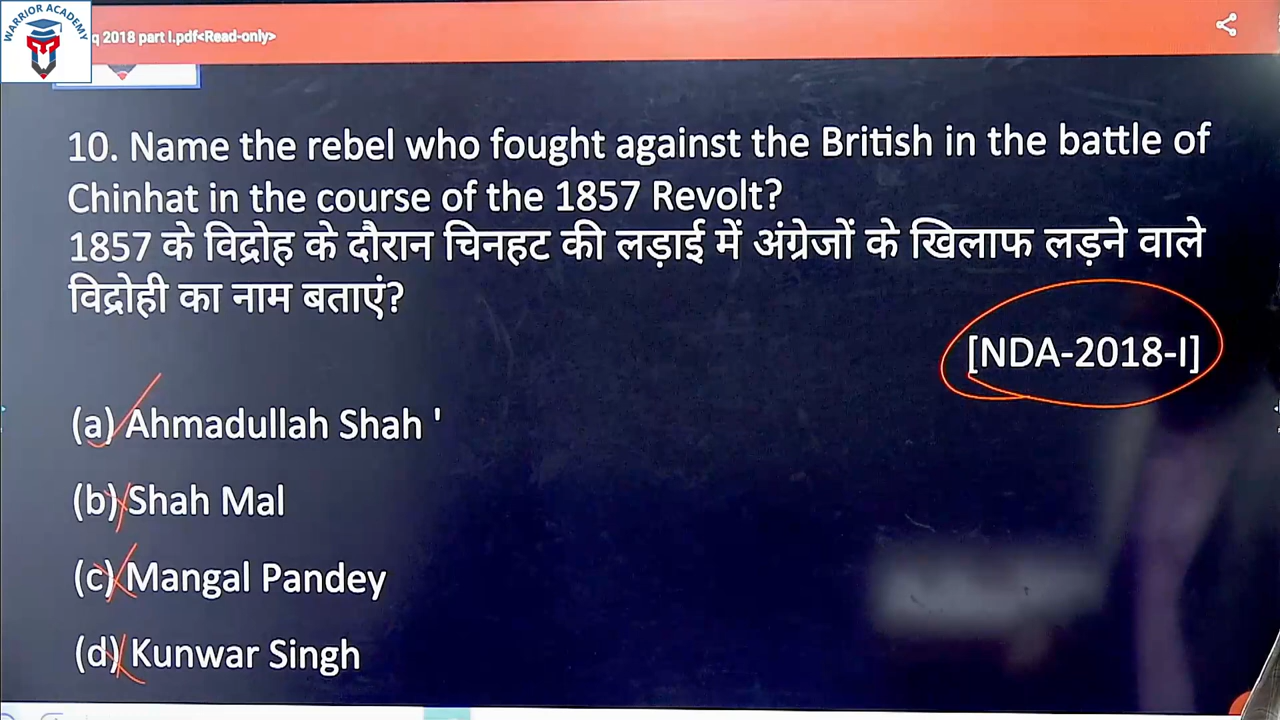 WARRIOR ACADEMY
q 2018 part I.pdf<Read-only>
10. Name the rebel who fought against the British in the battle of
Chinhat in the course of the 1857 Revolt?
1857 के विद्रोह के दौरान चिनहट की लड़ाई में अंग्रेजों के खिलाफ लड़ने वाले
विद्रोही का नाम बताएं?
[NDA-2018-I]
(a) Ahmadullah Shah '
(b) Shah Mal
(c) Mangal Pandey
(d) Kunwar Singh